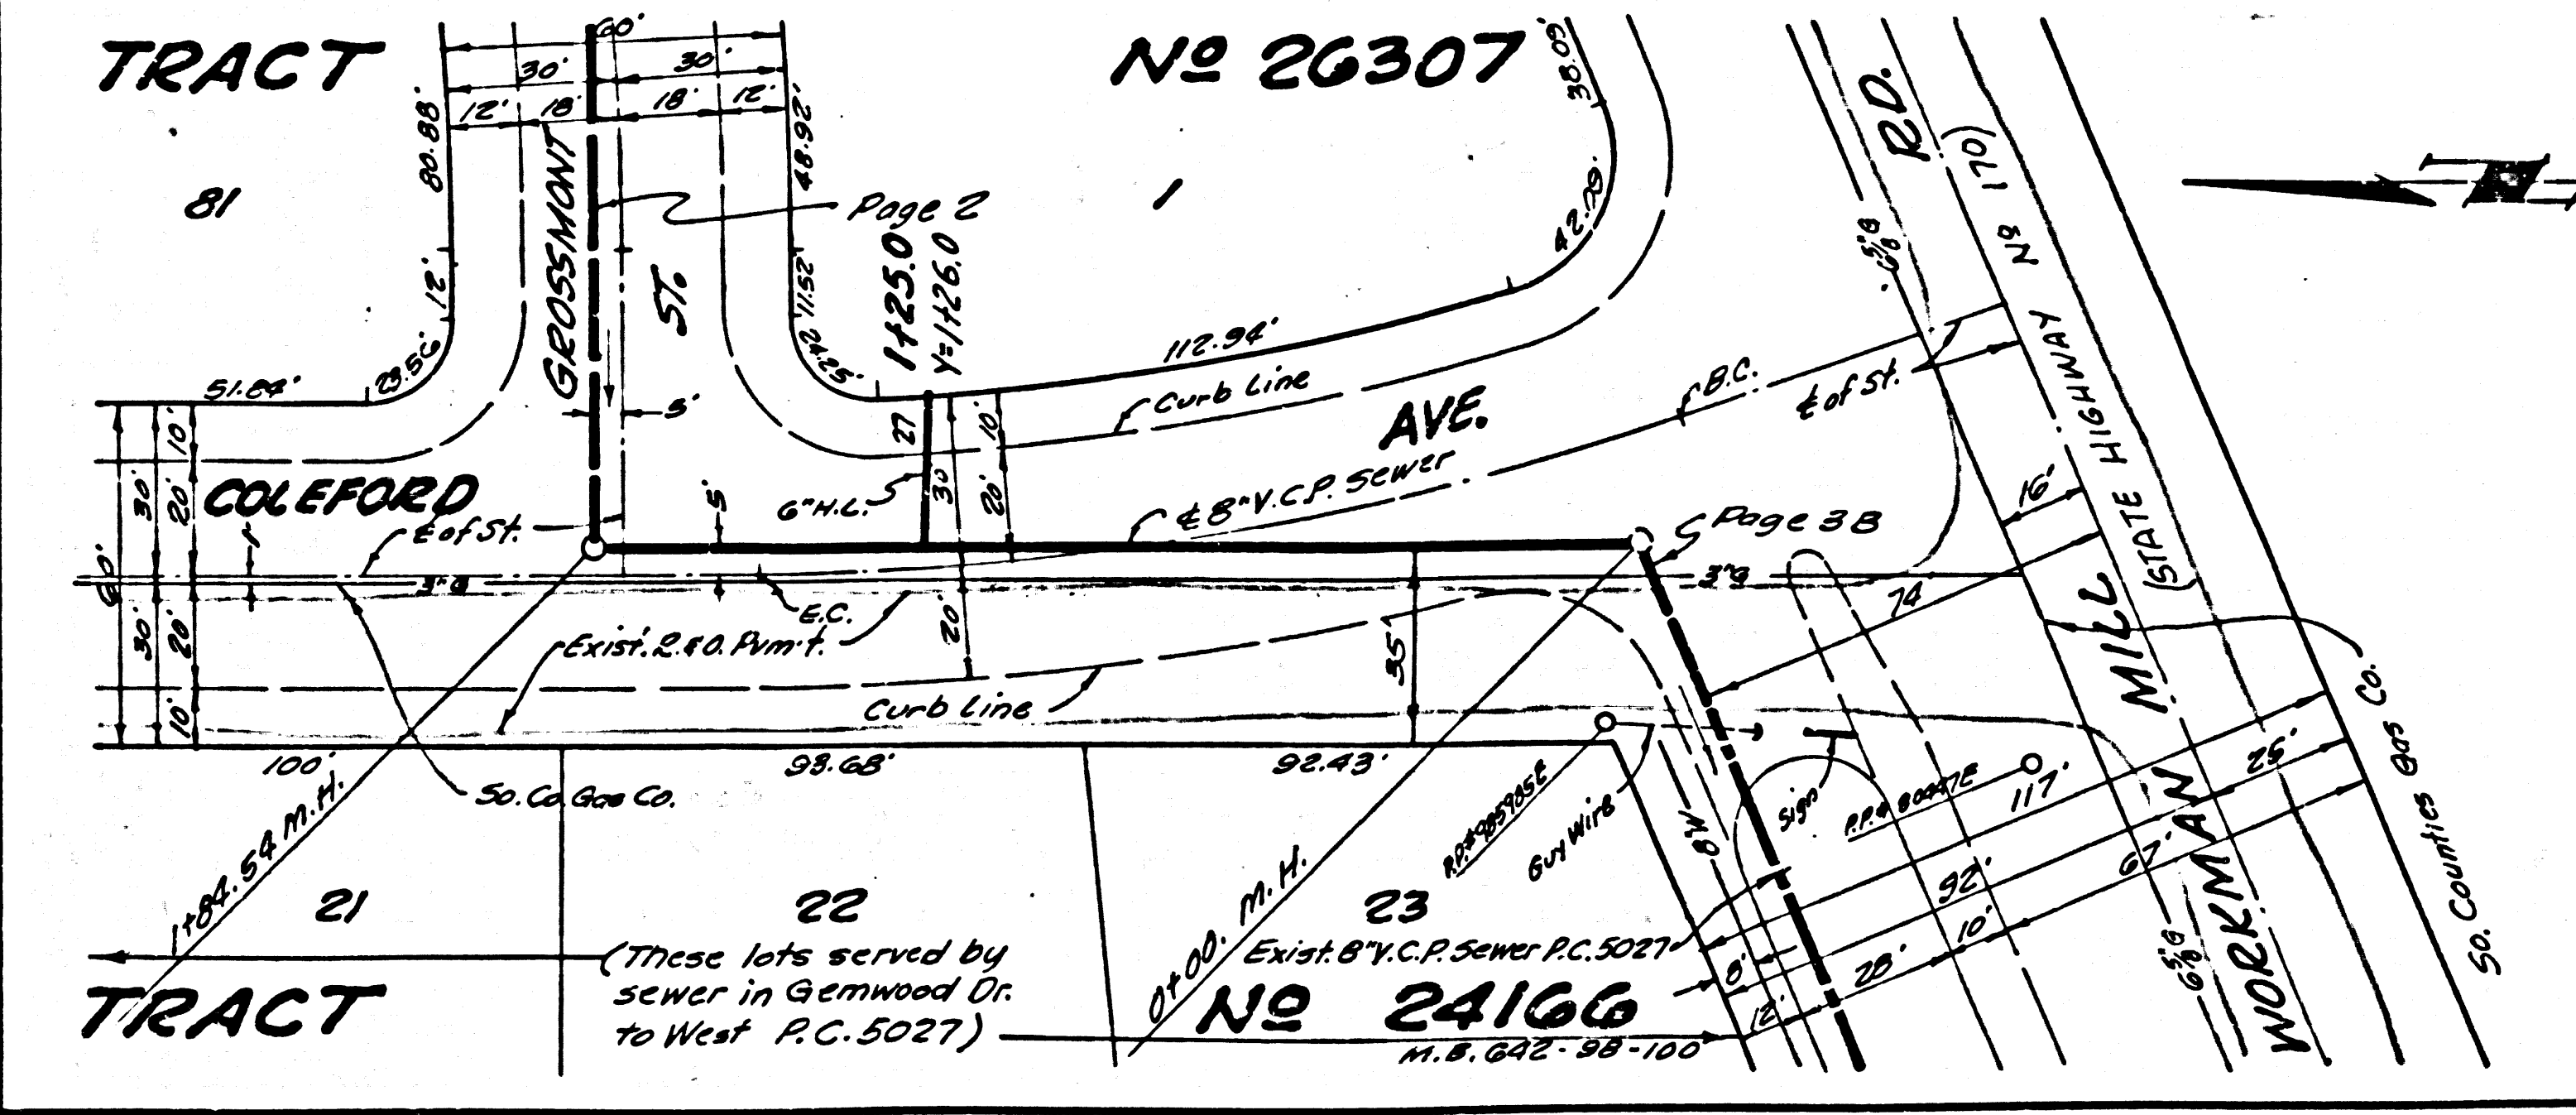 TRACT
Nº 26307
60'
30'
30'
12'
18'
18'
12'
80.88'
48.92'
38.09'
42.29'
81
1
GROSSMONT
ST.
Page 2
12'
11.52'
23.56'
24.25'
51.84'
1+25.0
Y=1+26.0
112.94'
Curb Line
B.C.
℄ of St.
RD.
(STATE HIGHWAY Nº 170)
N
5'
27
10'
10'
AVE.
COLEFORD
℄ of St.
6" H.L.
30'
20'
5'
℄ 8" V.C.P. Sewer
Page 3B
16'
60'
30'
20'
1'
3" G
3" G
74'
30'
20'
10'
E.C.
Exist. R.&O. Pvm't.
20'
35'
Curb Line
MILL
100'
93.68'
92.43'
So. Co. Gas Co.
Guy Wire
Sign
P.P.# 80447E
117'
25'
So. Counties Gas Co.
1+84.54 M.H.
0+00. M.H.
8"W
21
22
23
92'
67'
WORKMAN
(These lots served by
sewer in Gemwood Dr.
to West P.C. 5027)
Exist. 8" V.C.P. Sewer P.C. 5027
8'
12'
28'
10'
TRACT
Nº 24166
M.B. 642-98-100